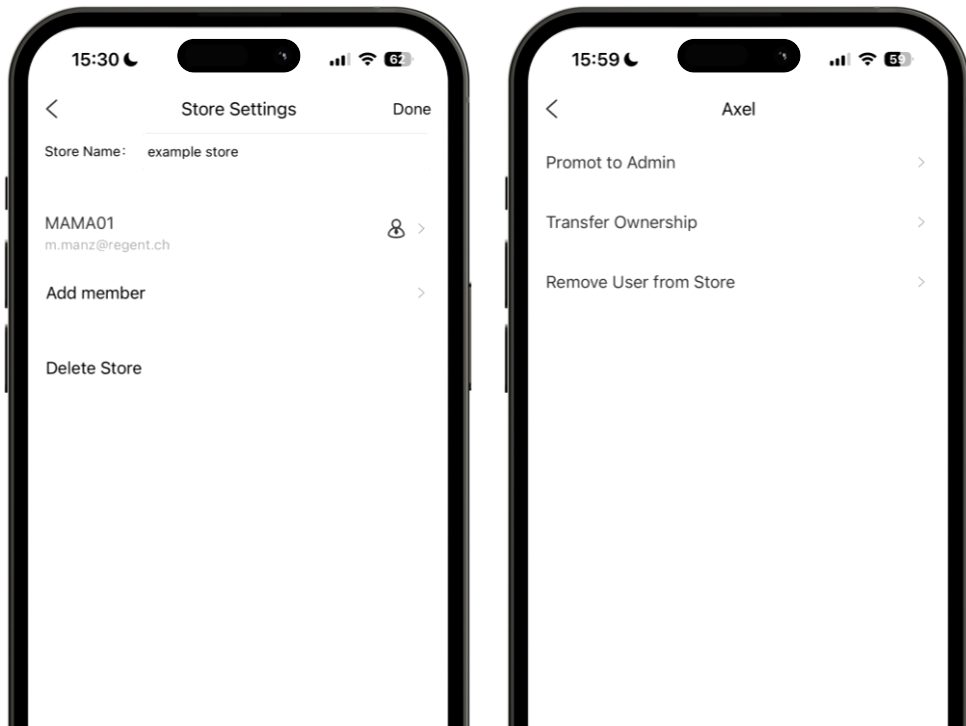 15:30
62
Store Settings
Done
Store Name: example store
MAMA01
m.manz@regent.ch
Add member
Delete Store
15:59
59
Axel
Promot to Admin
Transfer Ownership
Remove User from Store